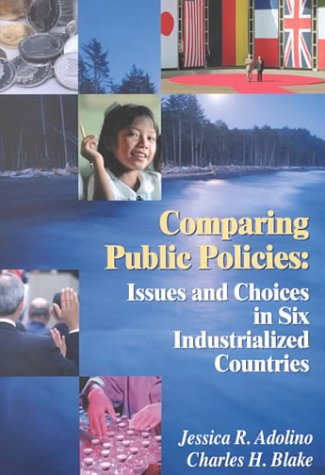 Comparing
Public Policies:
Issues and Choices
in Six
Industrialized
Countries
Jessica R. Adolino
Charles H. Blake